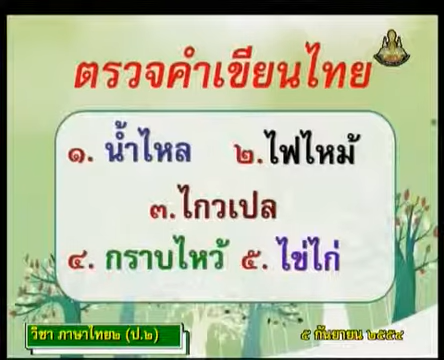 ตรวจคำเขียนไทย
๑. น้ำไหล ๒.ไฟไหม้
๓.ไกวเปล
๔. กราบไหว้ ๕. ไข่ไก่
วิชา ภาษาไทย๒ (ป.๒) ๕ กันยายน ๒๕๕๔